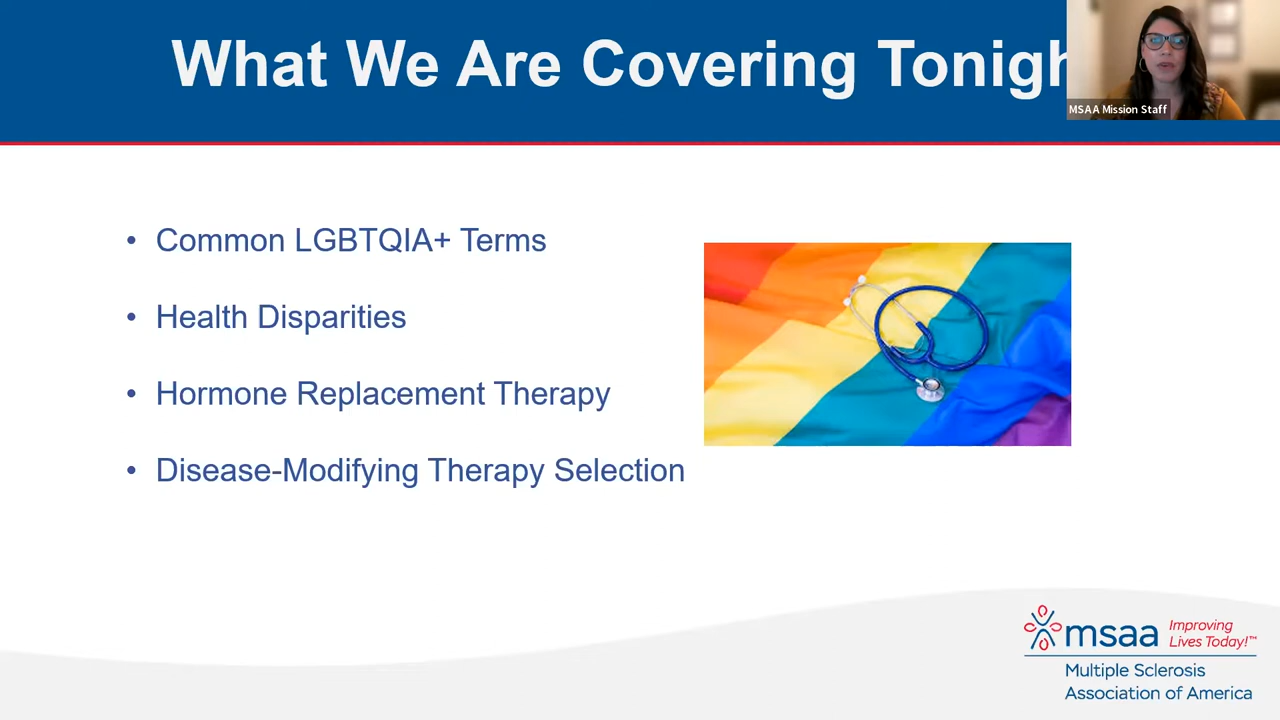 What We Are Covering Tonigh
MSAA Mission Staff
• Common LGBTQIA+ Terms
• Health Disparities
• Hormone Replacement Therapy
• Disease-Modifying Therapy Selection
msaa Improving
Lives Today!™
Multiple Sclerosis
Association of America